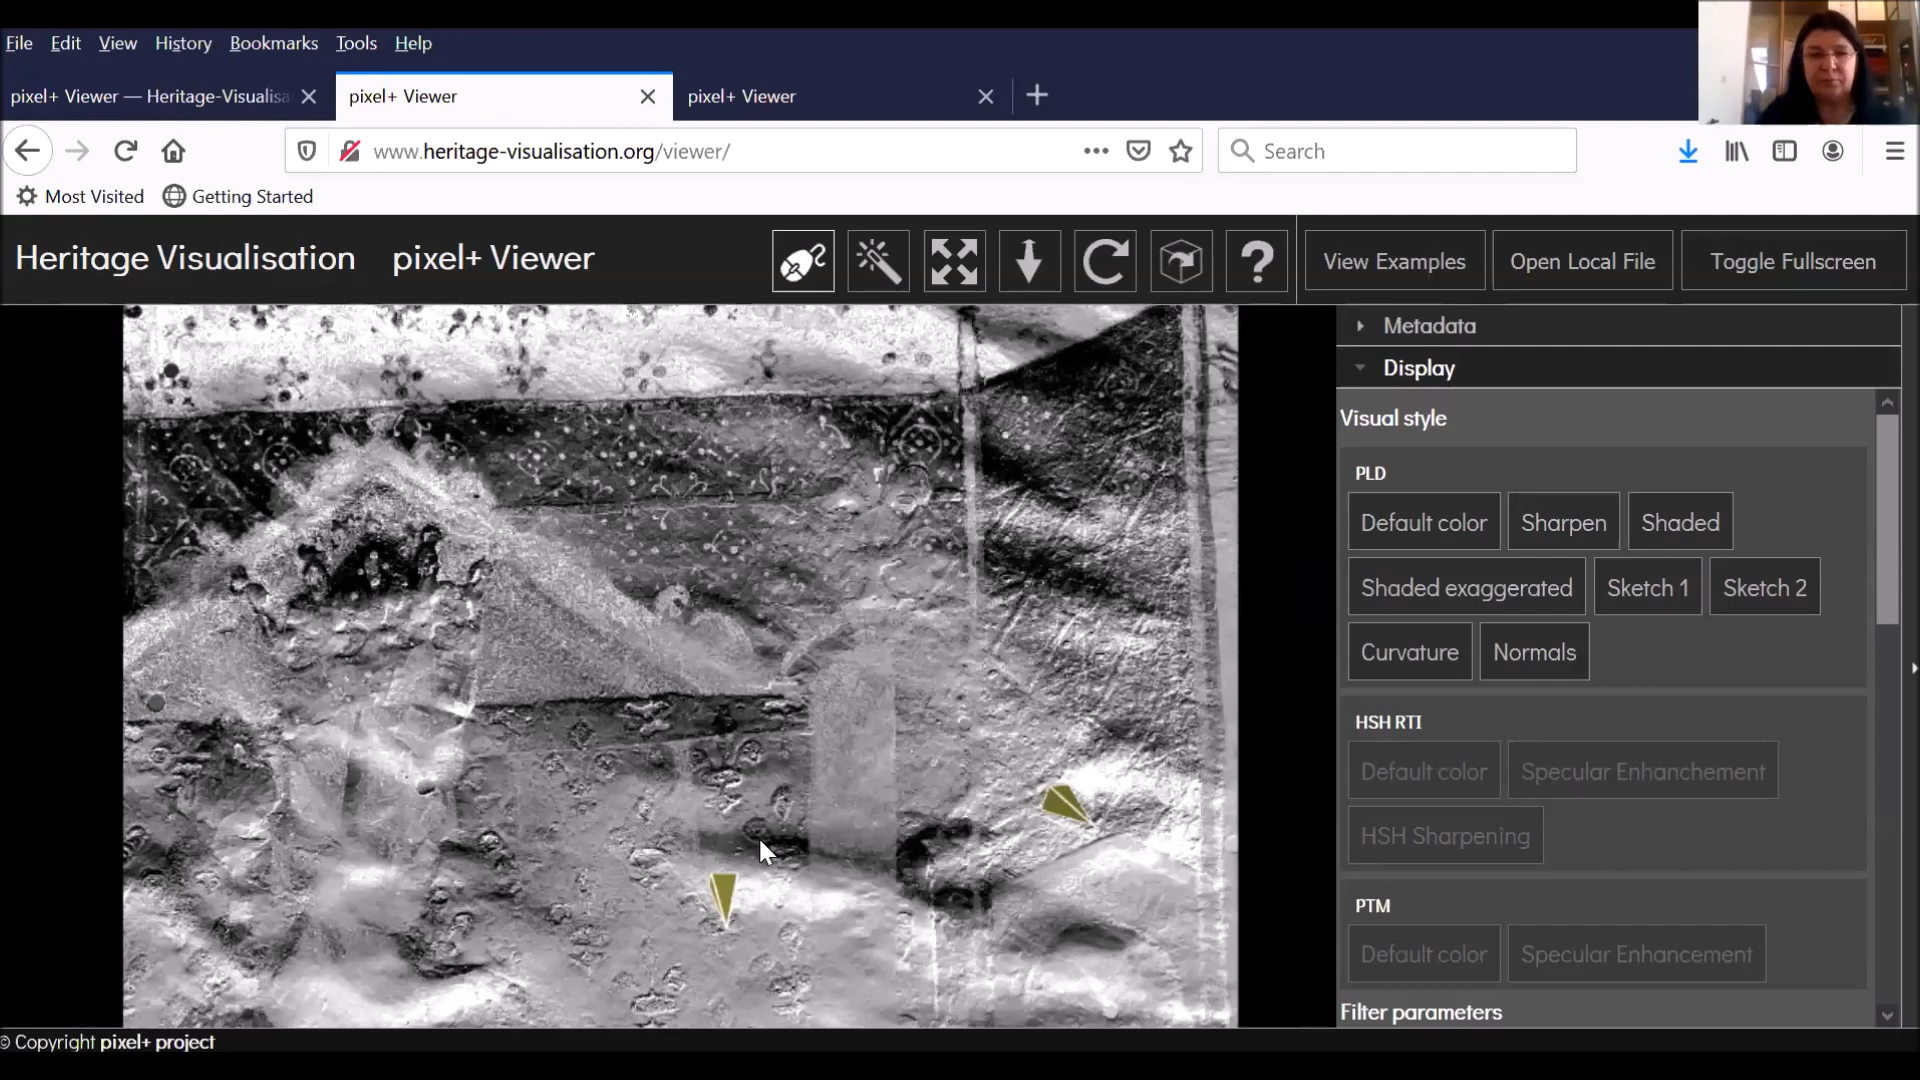 File Edit View History Bookmarks Tools Help
pixel+ Viewer — Heritage-Visualisa pixel+ Viewer pixel+ Viewer
www.heritage-visualisation.org/viewer/ Search
Most Visited Getting Started
Heritage Visualisation pixel+ Viewer ? View Examples Open Local File Toggle Fullscreen
Metadata
Display
Visual style
PLD
Default color Sharpen Shaded
Shaded exaggerated Sketch 1 Sketch 2
Curvature Normals
HSH RTI
Default color Specular Enhanchement
HSH Sharpening
PTM
Default color Specular Enhancement
Filter parameters
© Copyright pixel+ project